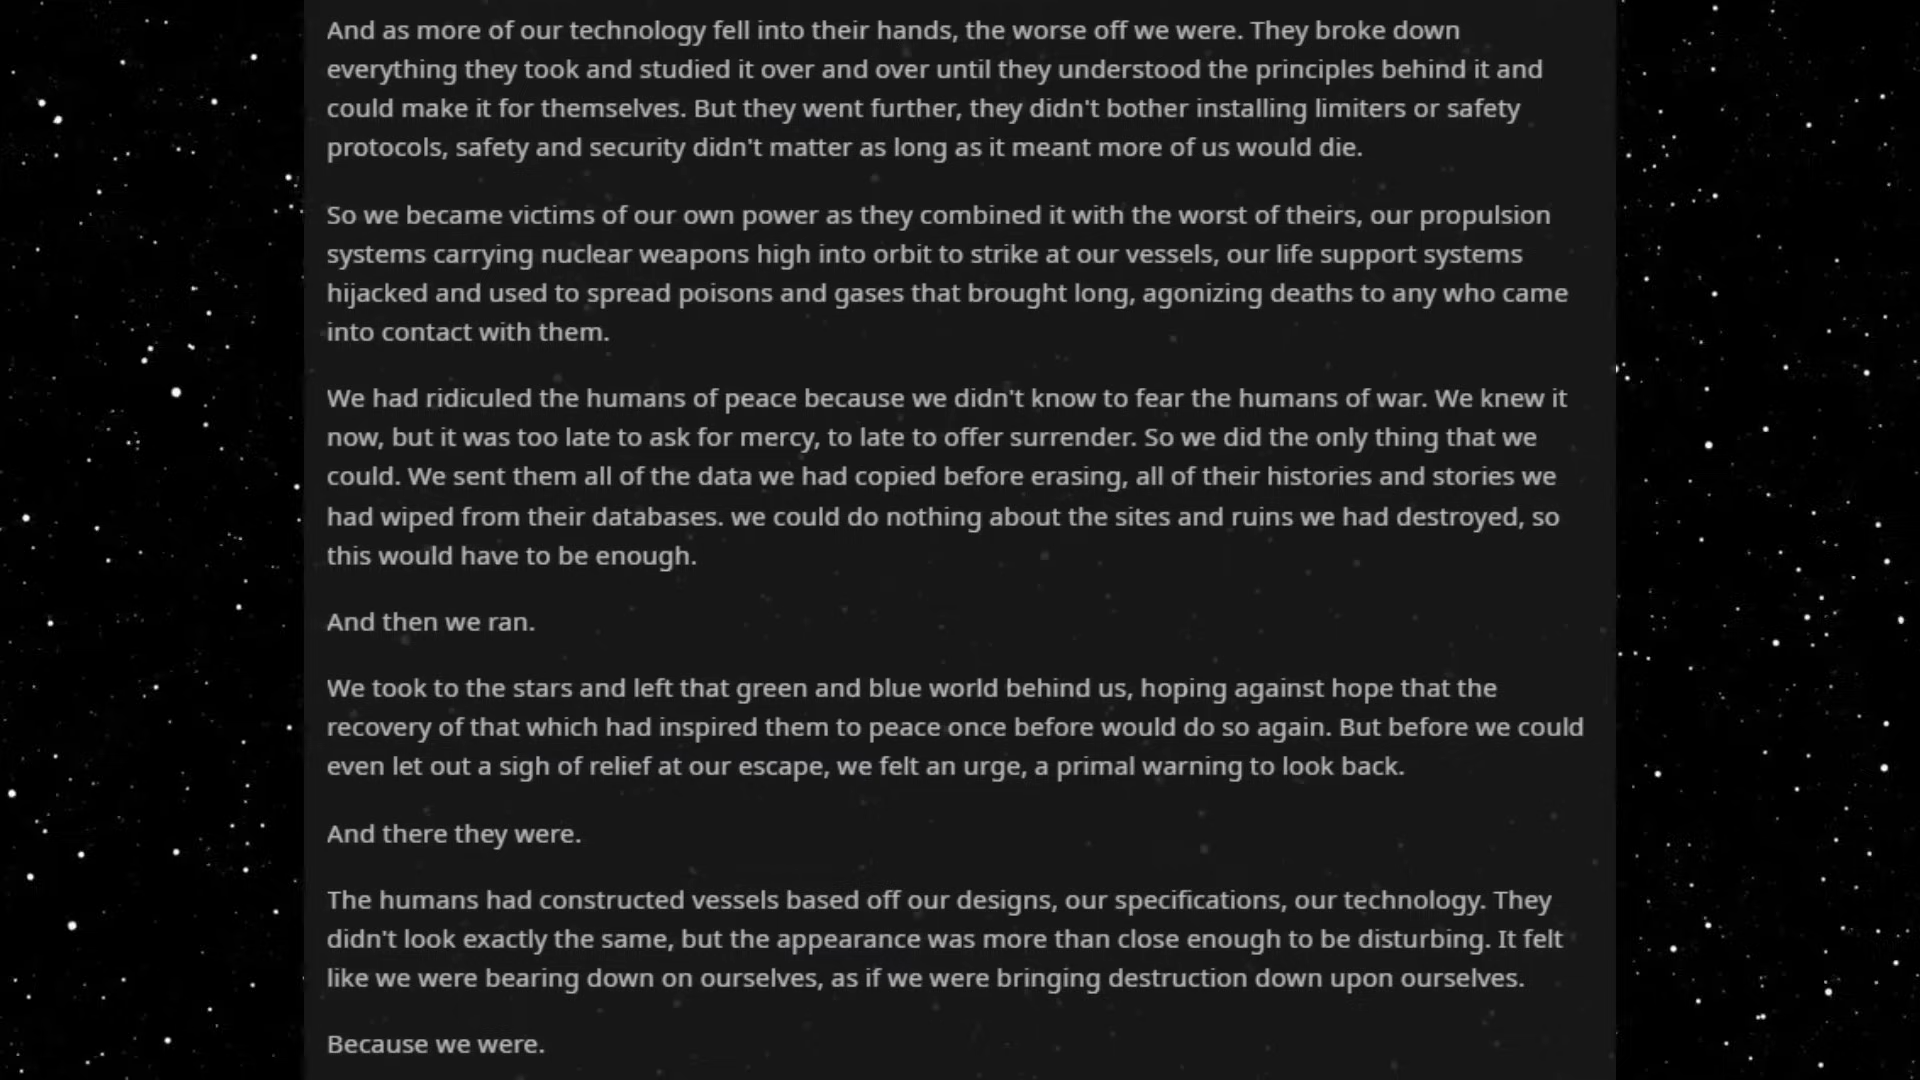 And as more of our technology fell into their hands, the worse off we were. They broke down
everything they took and studied it over and over until they understood the principles behind it and
could make it for themselves. But they went further, they didn't bother installing limiters or safety
protocols, safety and security didn't matter as long as it meant more of us would die.
So we became victims of our own power as they combined it with the worst of theirs, our propulsion
systems carrying nuclear weapons high into orbit to strike at our vessels, our life support systems
hijacked and used to spread poisons and gases that brought long, agonizing deaths to any who came
into contact with them.
We had ridiculed the humans of peace because we didn't know to fear the humans of war. We knew it
now, but it was too late to ask for mercy, to late to offer surrender. So we did the only thing that we
could. We sent them all of the data we had copied before erasing, all of their histories and stories we
had wiped from their databases. we could do nothing about the sites and ruins we had destroyed, so
this would have to be enough.
And then we ran.
We took to the stars and left that green and blue world behind us, hoping against hope that the
recovery of that which had inspired them to peace once before would do so again. But before we could
even let out a sigh of relief at our escape, we felt an urge, a primal warning to look back.
And there they were.
The humans had constructed vessels based off our designs, our specifications, our technology. They
didn't look exactly the same, but the appearance was more than close enough to be disturbing. It felt
like we were bearing down on ourselves, as if we were bringing destruction down upon ourselves.
Because we were.